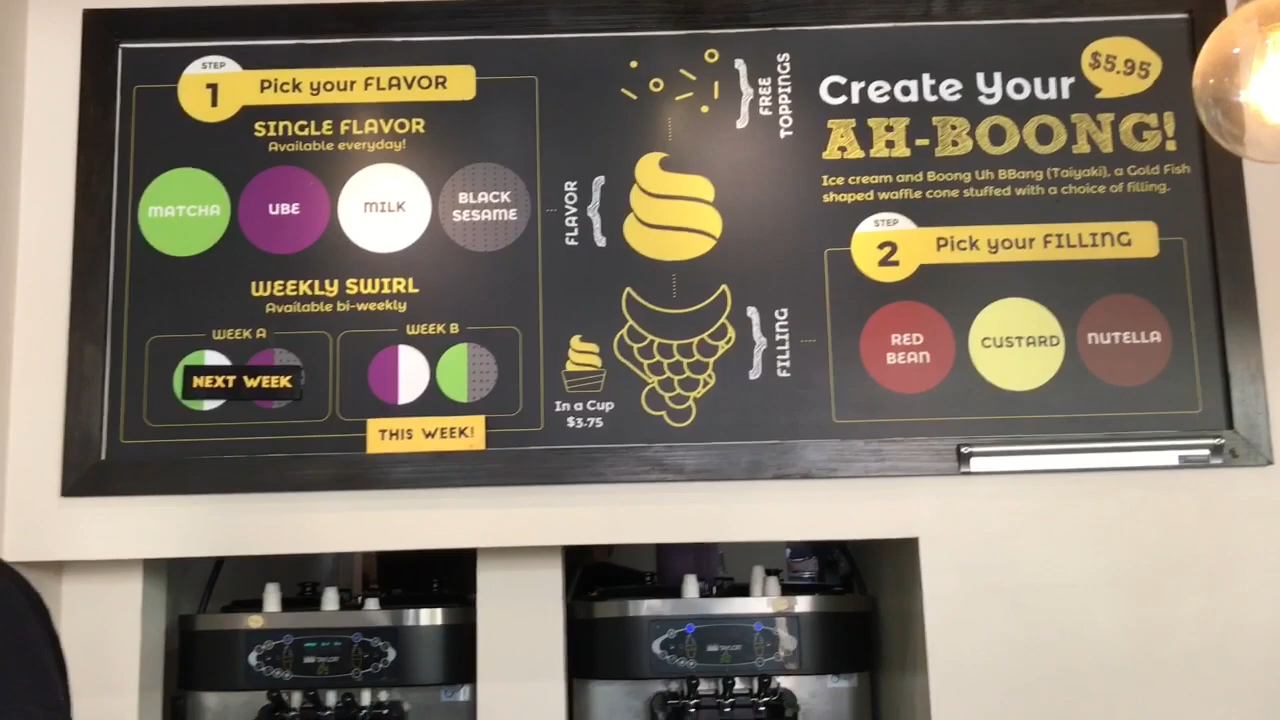 STEP
1
Pick your FLAVOR
SINGLE FLAVOR
Available everyday!
MATCHA
UBE
MILK
BLACK
SESAME
WEEKLY SWIRL
Available bi-weekly
WEEK A
WEEK B
NEXT WEEK
THIS WEEK!
FREE
TOPPINGS
FLAVOR
FILLING
In a Cup
$3.75
Create Your
$5.95
AH-BOONG!
Ice cream and Boong Uh BBang (Taiyaki), a Gold Fish
shaped waffle cone stuffed with a choice of filling.
STEP
2
Pick your FILLING
RED
BEAN
CUSTARD
NUTELLA
TAYLOR
TAYLOR